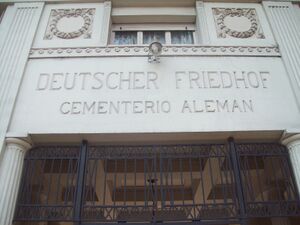 DEUTSCHER FRIEDHOF
CEMENTERIO ALEMAN